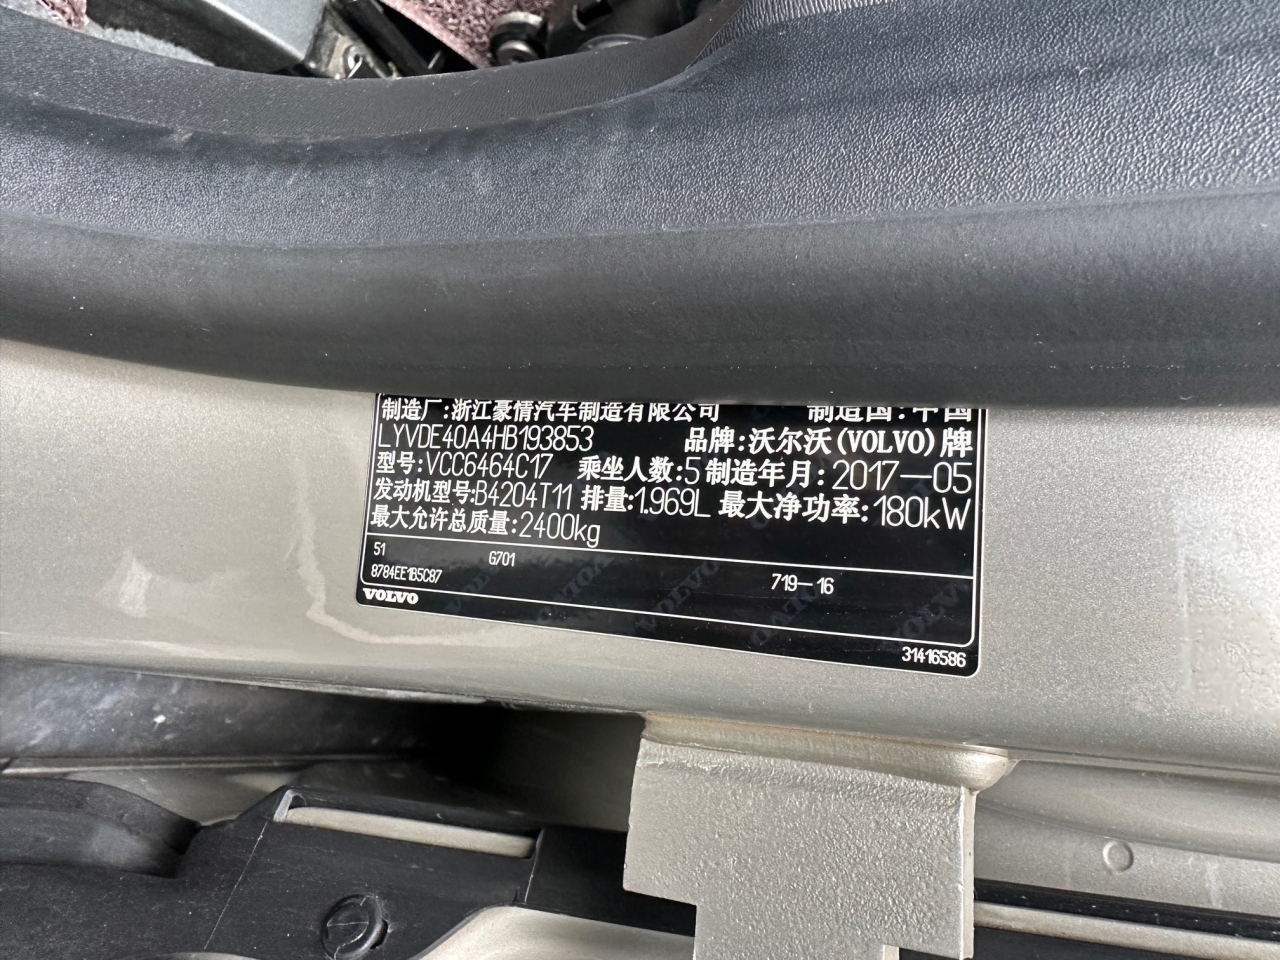 制造厂:浙江豪情汽车制造有限公司 制造国:中国
LYVDE40A4HB193853 品牌:沃尔沃(VOLVO)牌
型号:VCC6464C17 乘坐人数:5 制造年月:2017-05
发动机型号:B4204T11 排量:1.969L 最大净功率:180kW
最大允许总质量:2400kg
51 G701 719-16
8784EE1B5C87
VOLVO 31416586